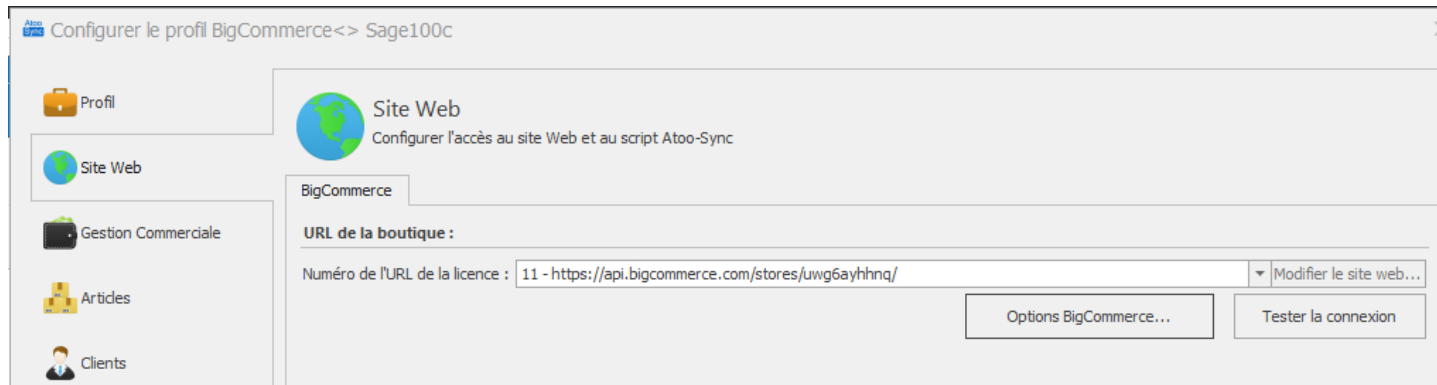 Atoo
Sync
Configurer le profil BigCommerce<> Sage100c
Profil
Site Web
Gestion Commerciale
Articles
Clients
Site Web
Configurer l'accès au site Web et au script Atoo-Sync
BigCommerce
URL de la boutique :
Numéro de l'URL de la licence : 11 - https://api.bigcommerce.com/stores/uwg6ayhhnq/ Modifier le site web...
Options BigCommerce... Tester la connexion